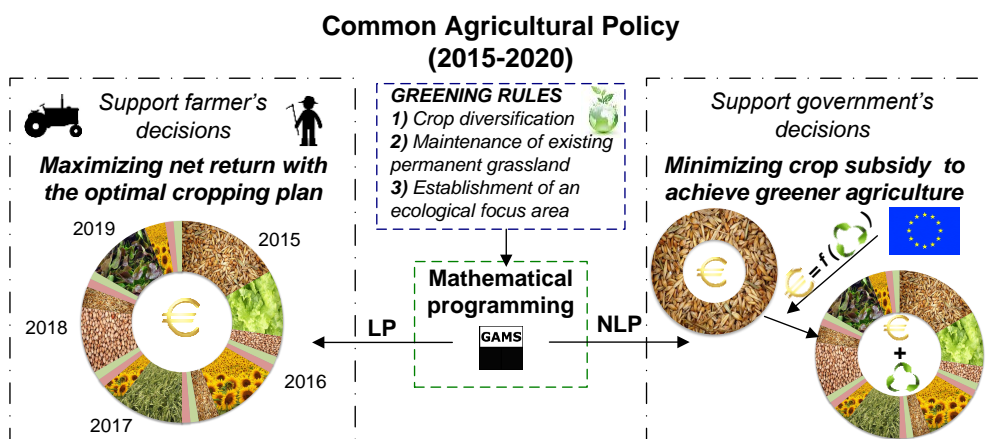 Common Agricultural Policy
(2015-2020)
Support farmer's
decisions
Maximizing net return with
the optimal cropping plan
2019
2015
2018
2016
2017
€
GREENING RULES
1) Crop diversification
2) Maintenance of existing
permanent grassland
3) Establishment of an
ecological focus area
Mathematical
programming
GAMS
LP
NLP
Support government's
decisions
Minimizing crop subsidy to
achieve greener agriculture
€
€ = f ( )
€
+